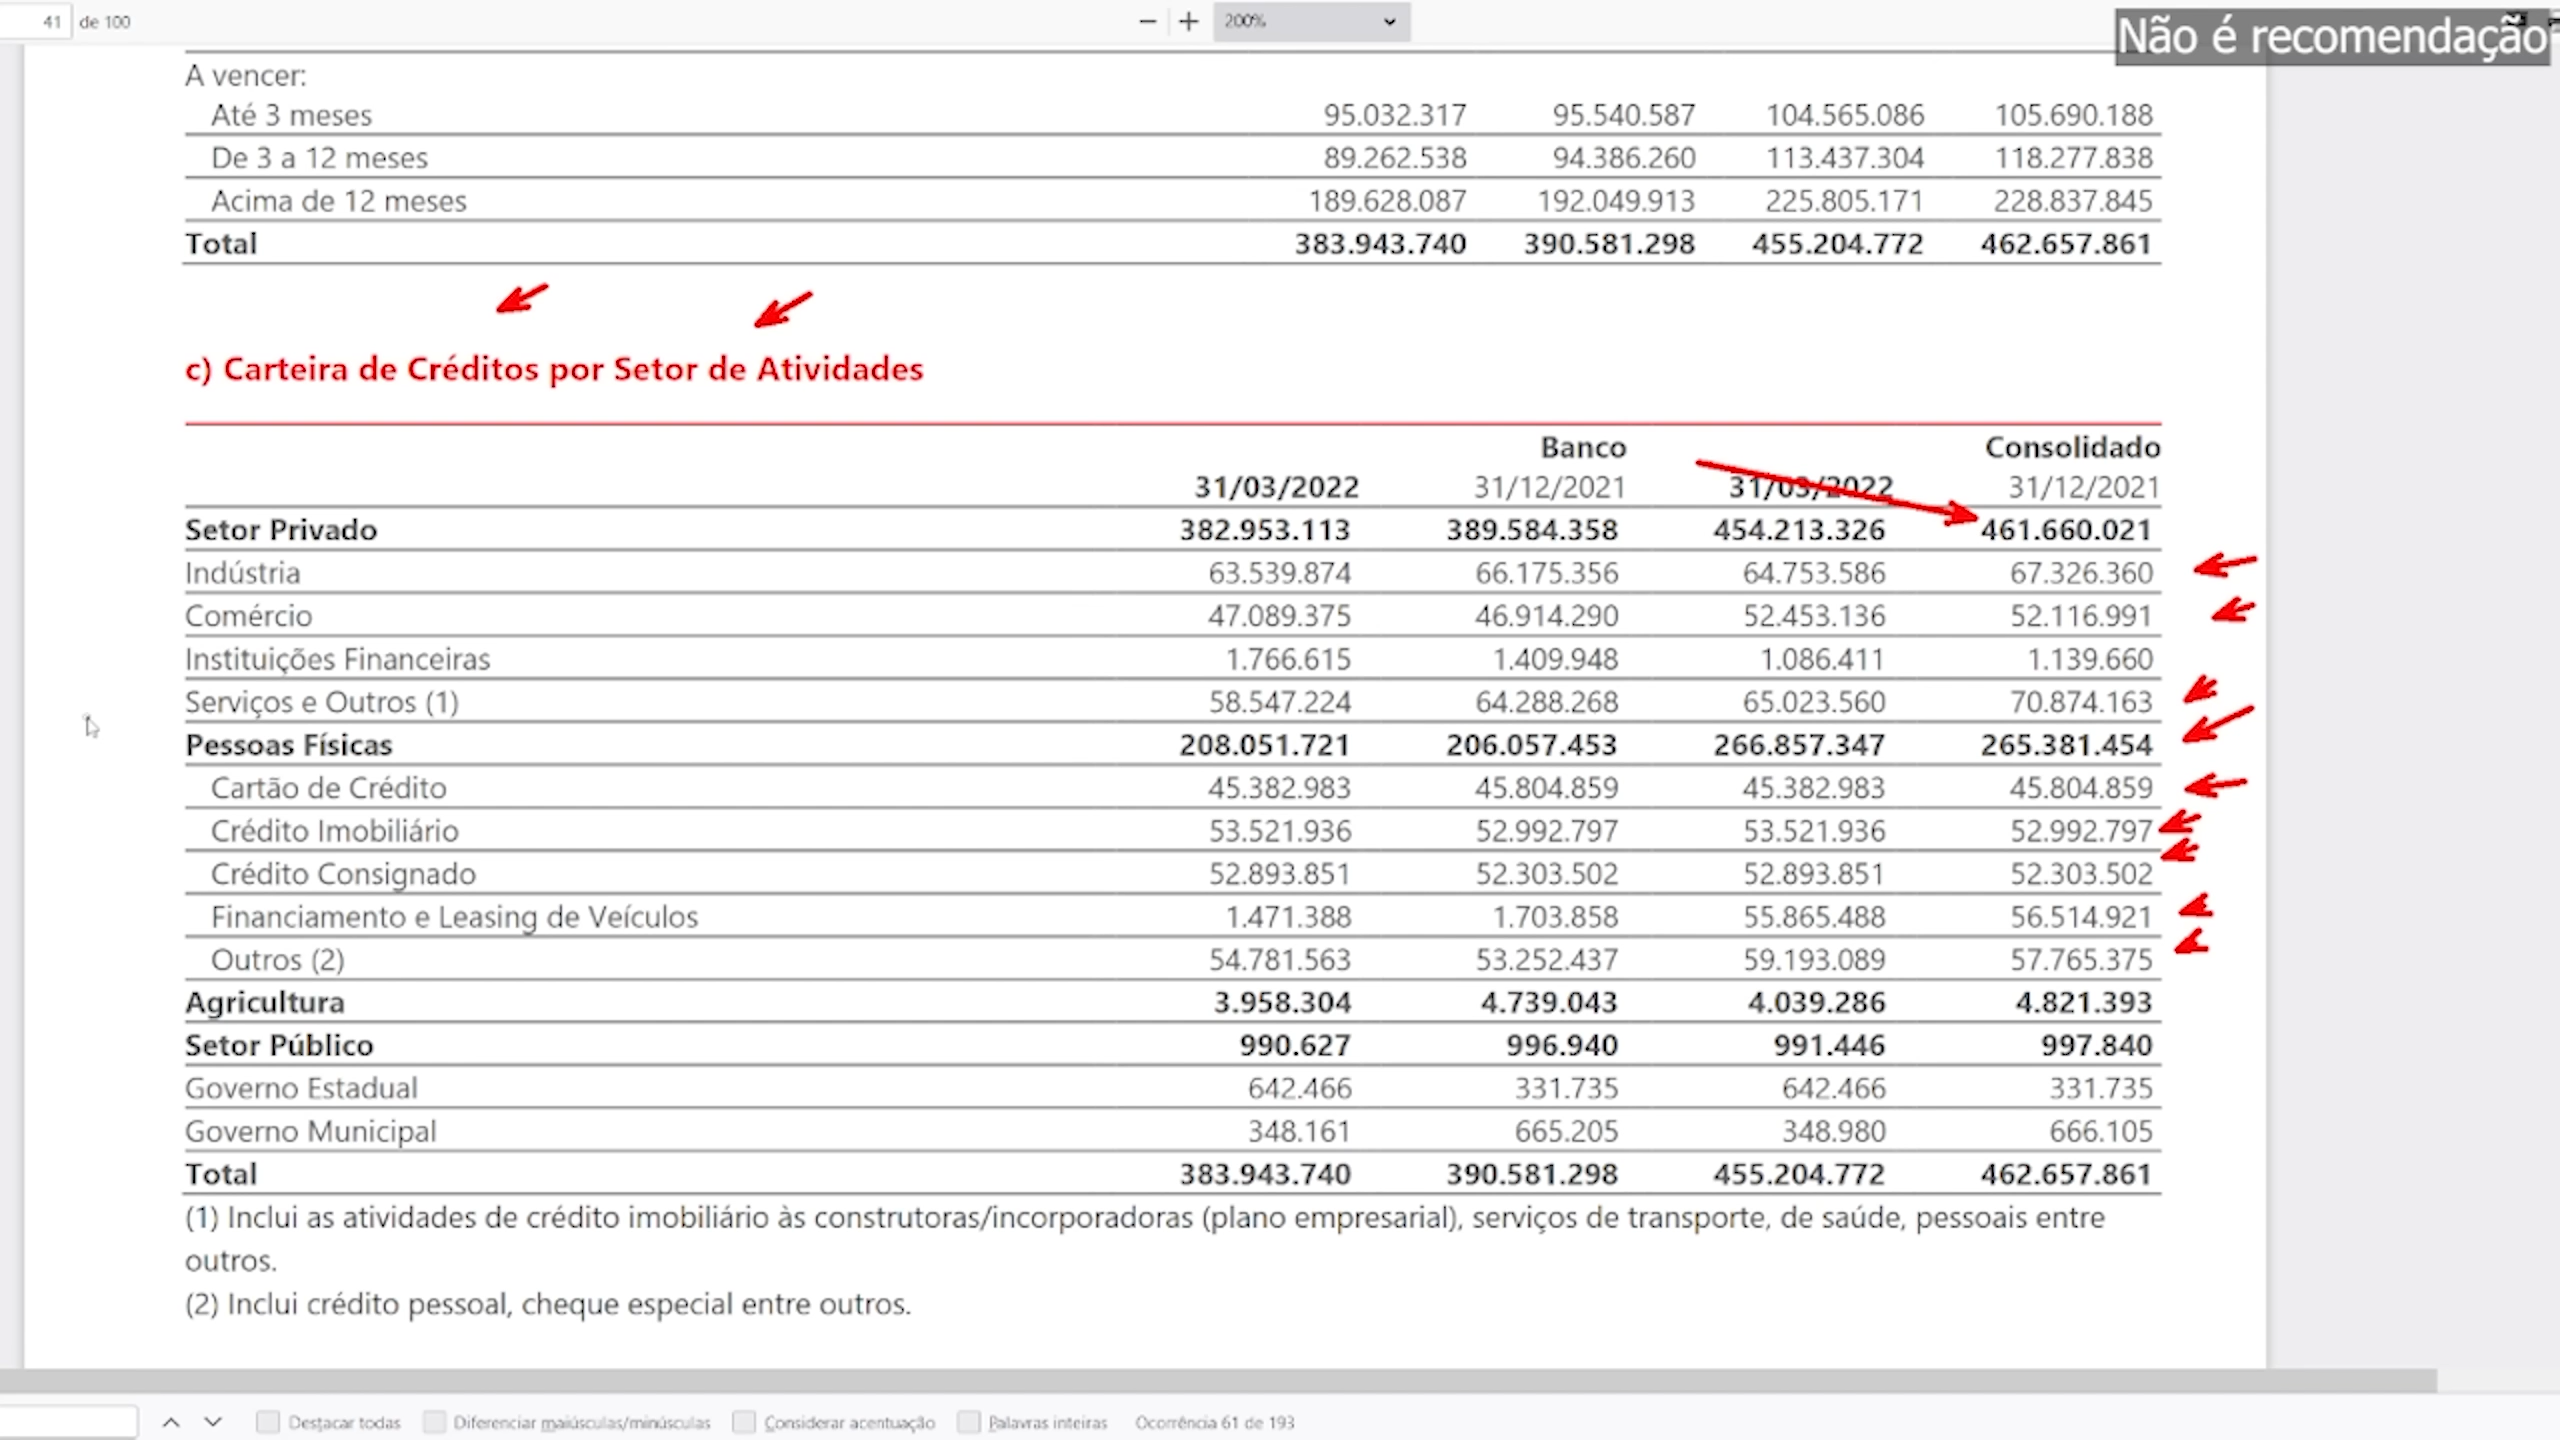 41 de 100
200%
Não é recomendação
A vencer:
Até 3 meses 95.032.317 95.540.587 104.565.086 105.690.188
De 3 a 12 meses 89.262.538 94.386.260 113.437.304 118.277.838
Acima de 12 meses 189.628.087 192.049.913 225.805.171 228.837.845
Total 383.943.740 390.581.298 455.204.772 462.657.861
c) Carteira de Créditos por Setor de Atividades
Banco Consolidado
31/03/2022 31/12/2021 31/03/2022 31/12/2021
Setor Privado 382.953.113 389.584.358 454.213.326 461.660.021
Indústria 63.539.874 66.175.356 64.753.586 67.326.360
Comércio 47.089.375 46.914.290 52.453.136 52.116.991
Instituições Financeiras 1.766.615 1.409.948 1.086.411 1.139.660
Serviços e Outros (1) 58.547.224 64.288.268 65.023.560 70.874.163
Pessoas Físicas 208.051.721 206.057.453 266.857.347 265.381.454
Cartão de Crédito 45.382.983 45.804.859 45.382.983 45.804.859
Crédito Imobiliário 53.521.936 52.992.797 53.521.936 52.992.797
Crédito Consignado 52.893.851 52.303.502 52.893.851 52.303.502
Financiamento e Leasing de Veículos 1.471.388 1.703.858 55.865.488 56.514.921
Outros (2) 54.781.563 53.252.437 59.193.089 57.765.375
Agricultura 3.958.304 4.739.043 4.039.286 4.821.393
Setor Público 990.627 996.940 991.446 997.840
Governo Estadual 642.466 331.735 642.466 331.735
Governo Municipal 348.161 665.205 348.980 666.105
Total 383.943.740 390.581.298 455.204.772 462.657.861
(1) Inclui as atividades de crédito imobiliário às construtoras/incorporadoras (plano empresarial), serviços de transporte, de saúde, pessoais entre
outros.
(2) Inclui crédito pessoal, cheque especial entre outros.
Destacar todas Diferenciar maiúsculas/minúsculas Considerar acentuação Palavras inteiras Ocorrência 61 de 193